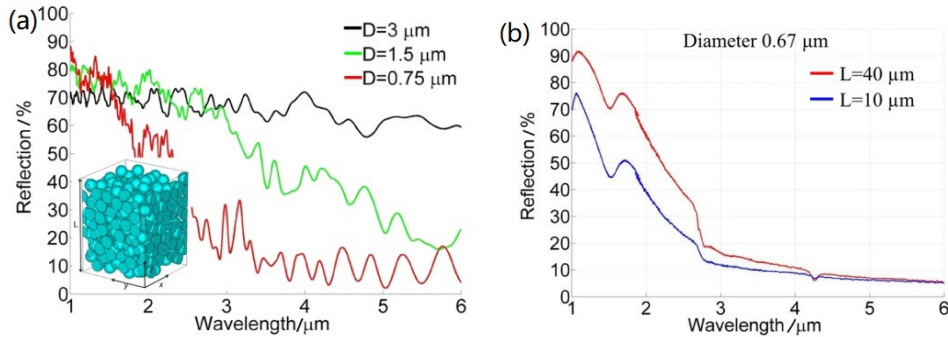 (a)
100
90
80
70
60
50
40
30
20
10
0
Reflection/%
D=3 μm
D=1.5 μm
D=0.75 μm
L
y
x
1 2 3 4 5 6
Wavelength/μm
(b)
100
90
80
70
60
50
40
30
20
10
0
Reflection/%
Diameter 0.67 μm
L=40 μm
L=10 μm
1 2 3 4 5 6
Wavelength/μm